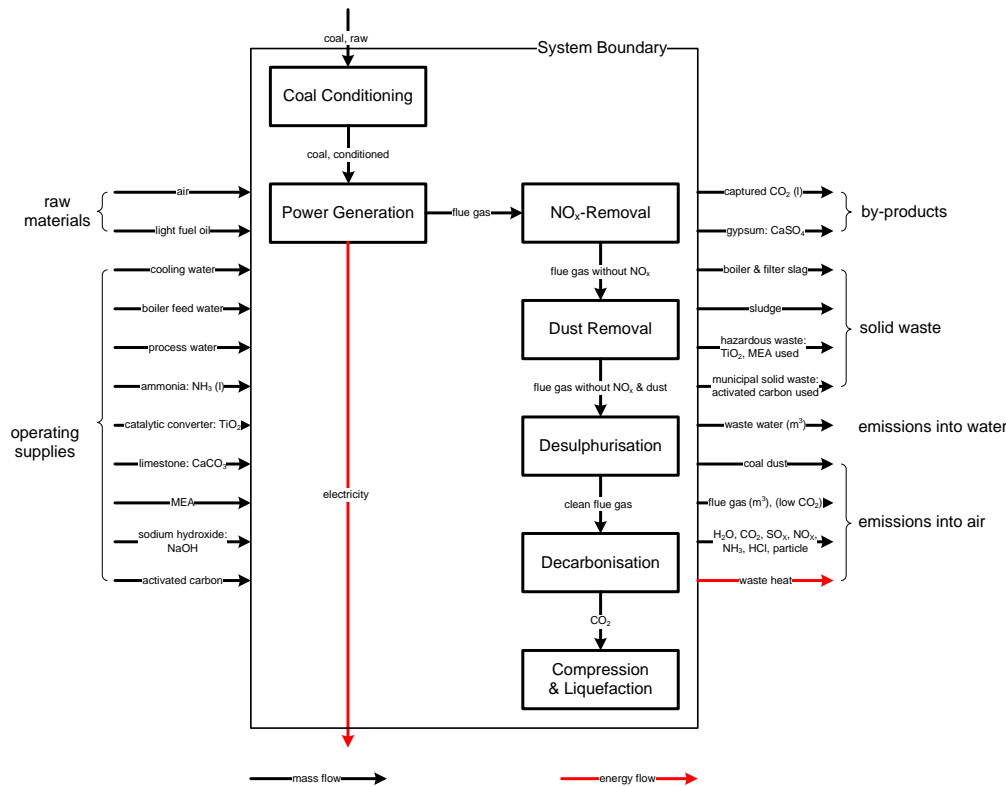 coal, raw
System Boundary
Coal Conditioning
coal, conditioned
raw
materials
air
light fuel oil
Power Generation
flue gas
NOₓ-Removal
captured CO₂ (l)
gypsum: CaSO₄
by-products
operating
supplies
cooling water
boiler feed water
process water
ammonia: NH₃ (l)
catalytic converter: TiO₂
limestone: CaCO₃
MEA
sodium hydroxide:
NaOH
activated carbon
electricity
flue gas without NOₓ
Dust Removal
flue gas without NOₓ & dust
Desulphurisation
clean flue gas
Decarbonisation
CO₂
Compression
& Liquefaction
boiler & filter slag
sludge
hazardous waste:
TiO₂, MEA used
municipal solid waste:
activated carbon used
solid waste
waste water (m³)
emissions into water
coal dust
flue gas (m³), (low CO₂)
H₂O, CO₂, SOₓ, NOₓ,
NH₃, HCl, particle
waste heat
emissions into air
mass flow
energy flow